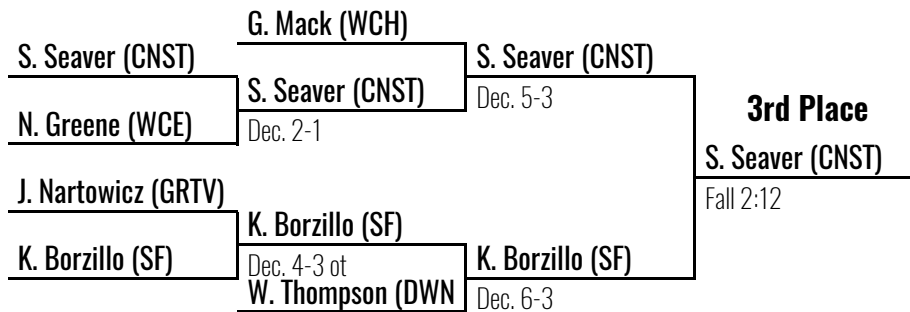 G. Mack (WCH)
S. Seaver (CNST)
S. Seaver (CNST)
S. Seaver (CNST)
Dec. 5-3
N. Greene (WCE)
Dec. 2-1
3rd Place
S. Seaver (CNST)
Fall 2:12
J. Nartowicz (GRTV)
K. Borzillo (SF)
K. Borzillo (SF)
Dec. 4-3 ot
K. Borzillo (SF)
W. Thompson (DWN
Dec. 6-3